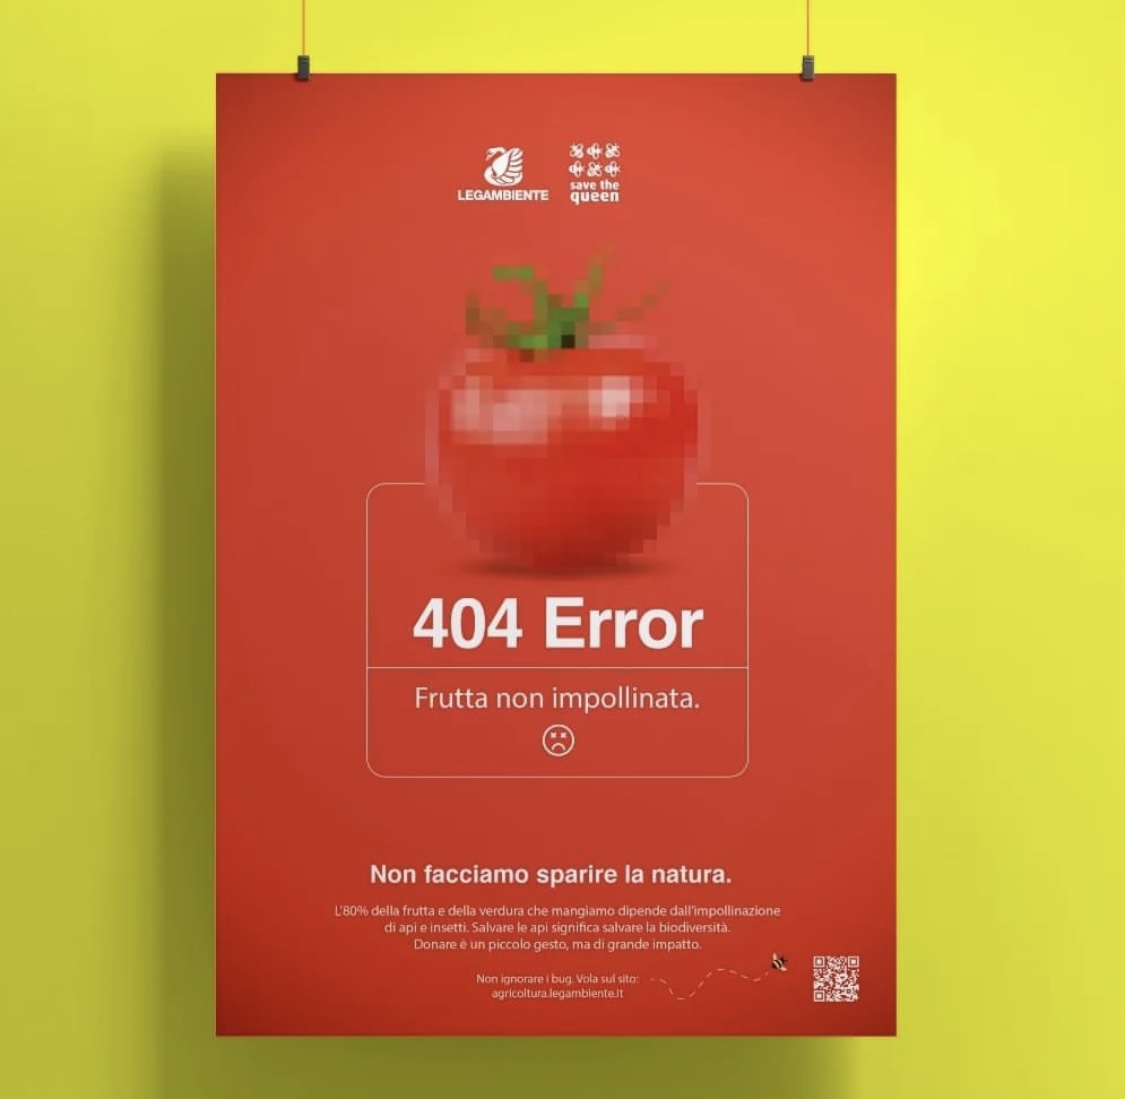 LEGAMBIENTE
save the
queen
404 Error
Frutta non impollinata.
Non facciamo sparire la natura.
L'80% della frutta e della verdura che mangiamo dipende dall'impollinazione
di api e insetti. Salvare le api significa salvare la biodiversità.
Donare è un piccolo gesto, ma di grande impatto.
Non ignorare i bug. Vola sul sito:
agricoltura.legambiente.it